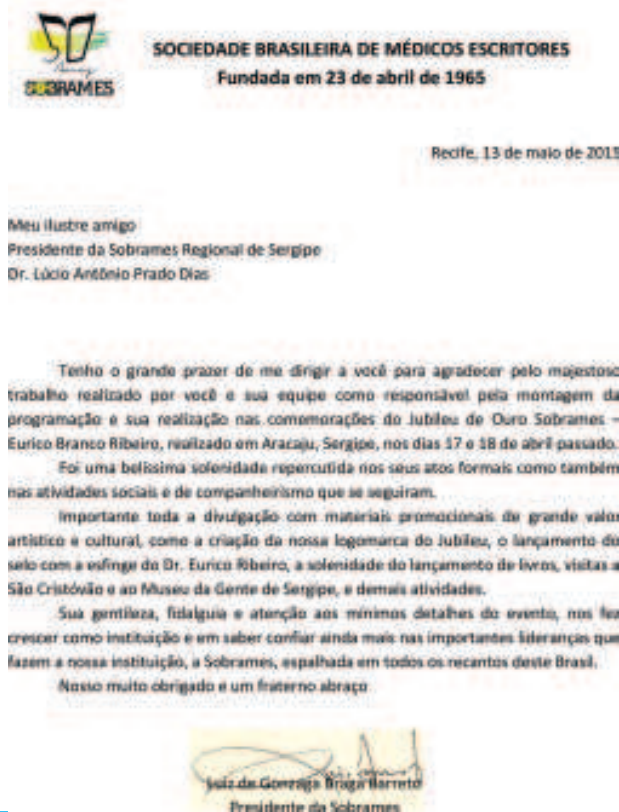 SOBRAMES
SOCIEDADE BRASILEIRA DE MÉDICOS ESCRITORES
Fundada em 23 de abril de 1965
Recife, 13 de maio de 2015
Meu ilustre amigo
Presidente da Sobrames Regional de Sergipe
Dr. Lúcio Antônio Prado Dias
Tenho o grande prazer de me dirigir a você para agradecer pelo majestoso
trabalho realizado por você e sua equipe como responsável pela montagem da
programação e sua realização nas comemorações do Jubileu de Ouro Sobrames –
Eurico Branco Ribeiro, realizado em Aracaju, Sergipe, nos dias 17 e 18 de abril passado.
Foi uma belíssima solenidade repercutida nos seus atos formais como também
nas atividades sociais e de companheirismo que se seguiram.
Importante toda a divulgação com materiais promocionais de grande valor
artístico e cultural, como a criação da nossa logomarca do Jubileu, o lançamento do
selo com a esfinge do Dr. Eurico Ribeiro, a solenidade do lançamento de livros, visitas a
São Cristóvão e ao Museu da Gente de Sergipe, e demais atividades.
Sua gentileza, fidalguia e atenção aos mínimos detalhes do evento, nos fez
crescer como instituição e em saber confiar ainda mais nas importantes lideranças que
fazem a nossa instituição, a Sobrames, espalhada em todos os recantos deste Brasil.
Nosso muito obrigado e um fraterno abraço
Luiz de Gonzaga Braga Barreto
Presidente da Sobrames